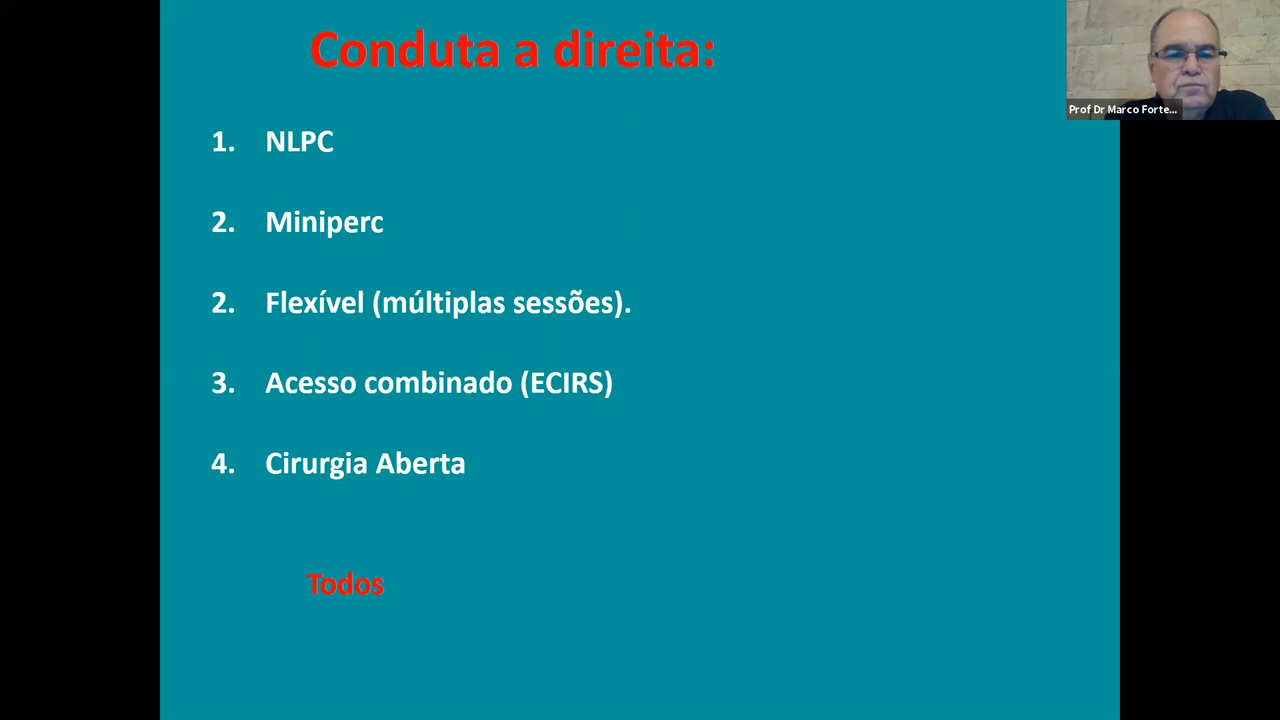 Conduta a direita:
Prof Dr Marco Forte...
1. NLPC
2. Miniperc
2. Flexível (múltiplas sessões).
3. Acesso combinado (ECIRS)
4. Cirurgia Aberta
Todos